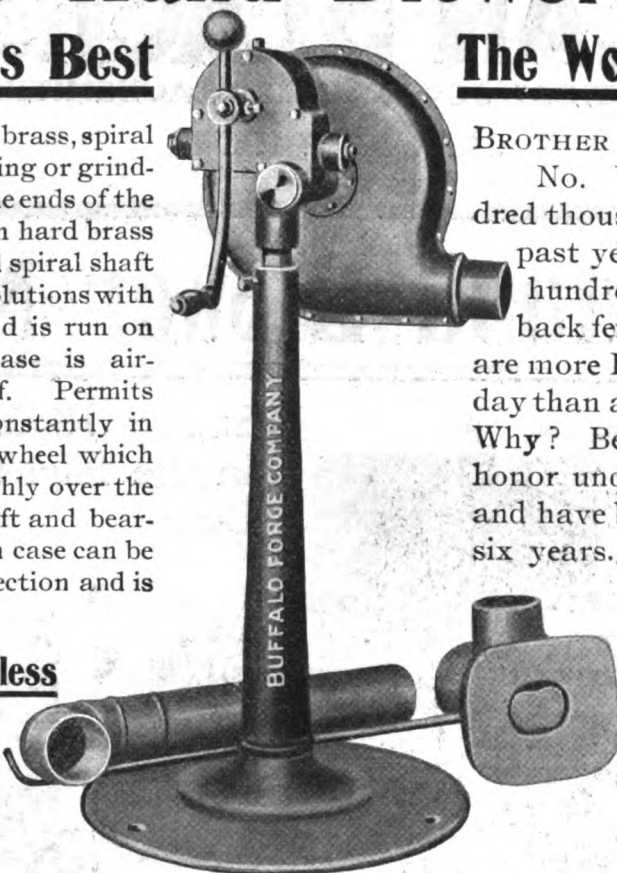 s Best
brass, spiral
ing or grind-
e ends of the
hard brass
spiral shaft
olutions with
d is run on
ase is air-
f. Permits
onstantly in
wheel which
hly over the
ft and bear-
case can be
ection and is
less
BUFFALO FORGE COMPANY
The Wo
BROTHER
No.
dred thous
past ye
hundre
back fe
are more
day than a
Why? Be
honor und
and have
six years.